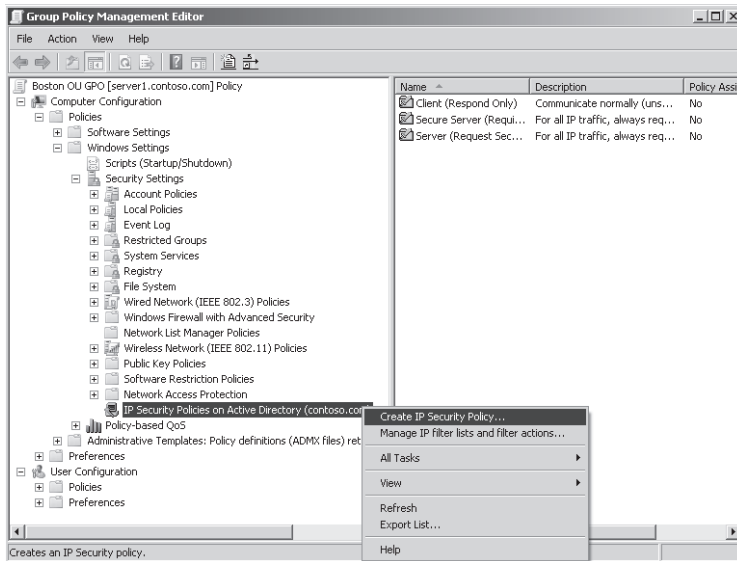 Group Policy Management Editor
File Action View Help
Boston OU GPO [server1.contoso.com] Policy
Computer Configuration
Policies
Software Settings
Windows Settings
Scripts (Startup/Shutdown)
Security Settings
Account Policies
Local Policies
Event Log
Restricted Groups
System Services
Registry
File System
Wired Network (IEEE 802.3) Policies
Windows Firewall with Advanced Security
Network List Manager Policies
Wireless Network (IEEE 802.11) Policies
Public Key Policies
Software Restriction Policies
Network Access Protection
IP Security Policies on Active Directory (contoso.com)
Policy-based QoS
Administrative Templates: Policy definitions (ADMX files) ret
Preferences
User Configuration
Policies
Preferences
Name Description Policy Assi
Client (Respond Only) Communicate normally (uns... No
Secure Server (Requi... For all IP traffic, always req... No
Server (Request Sec... For all IP traffic, always req... No
Create IP Security Policy...
Manage IP filter lists and filter actions...
All Tasks
View
Refresh
Export List...
Help
Creates an IP Security policy.